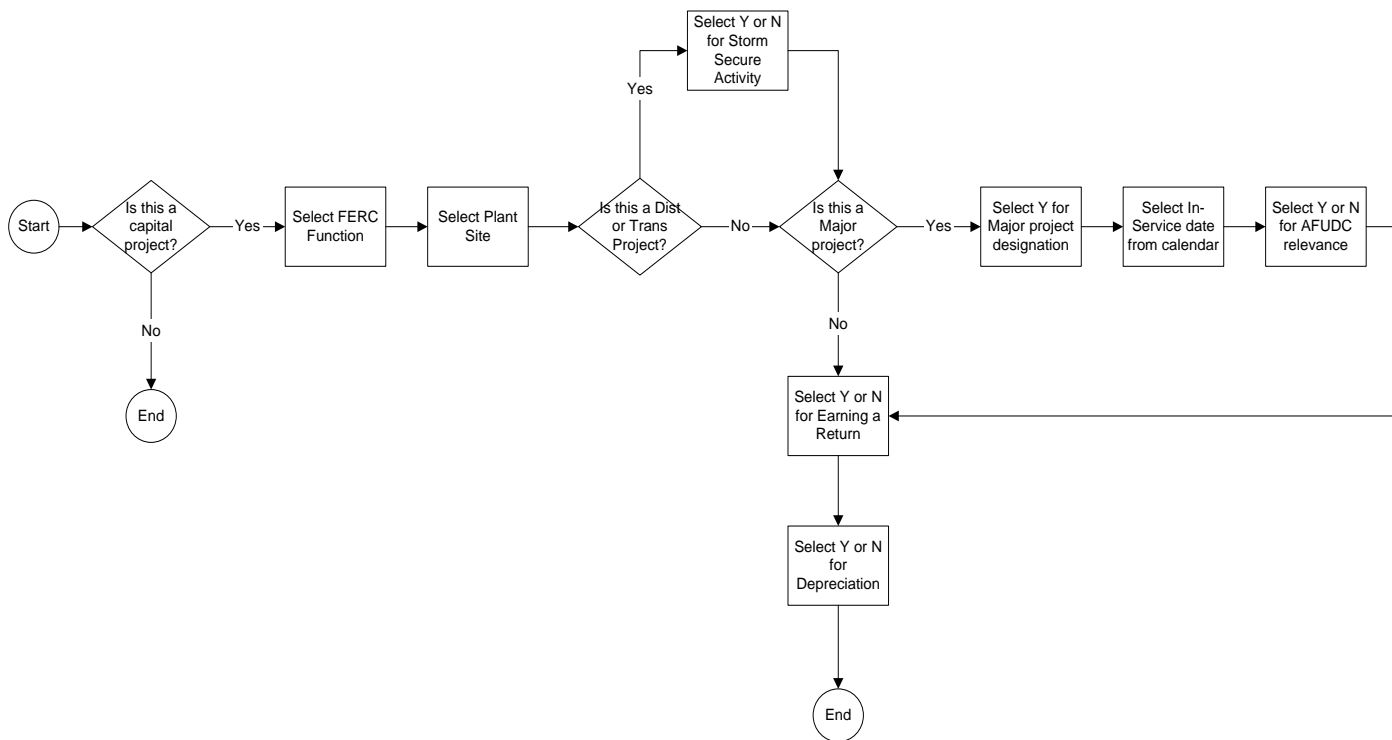 Select Y or N
for Storm
Secure
Activity
Yes
Start
Is this a
capital
project?
Yes
Select FERC
Function
Select Plant
Site
Is this a Dist
or Trans
Project?
No
Is this a
Major
project?
Yes
Select Y for
Major project
designation
Select In-
Service date
from calendar
Select Y or N
for AFUDC
relevance
No
No
End
Select Y or N
for Earning a
Return
Select Y or N
for
Depreciation
End